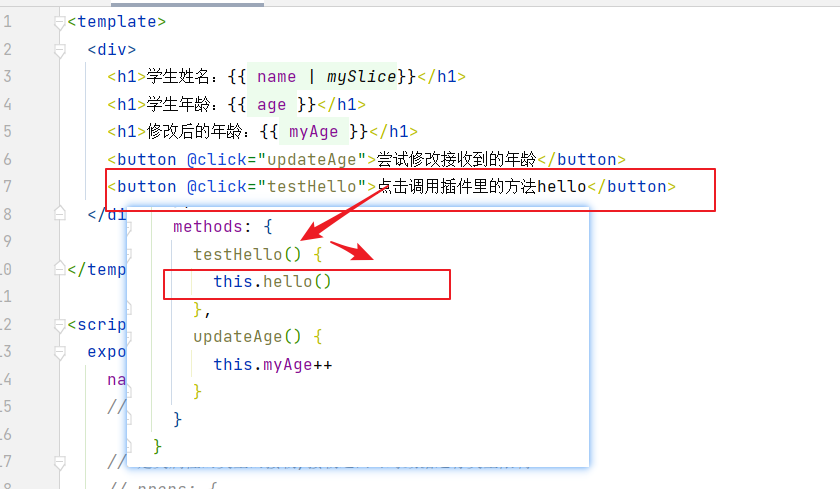 1 <template>
2 <div>
3 <h1>学生姓名：{{ name | mySlice}}</h1>
4 <h1>学生年龄：{{ age }}</h1>
5 <h1>修改后的年龄：{{ myAge }}</h1>
6 <button @click="updateAge">尝试修改接收到的年龄</button>
7 <button @click="testHello">点击调用插件里的方法hello</button>
8 </di
methods: {
9 testHello() {
10 </temp
this.hello()
11 },
12 <scrip
updateAge() {
13 expo
this.myAge++
14 na
}
15 //
}
16 }
17 //
// props: {